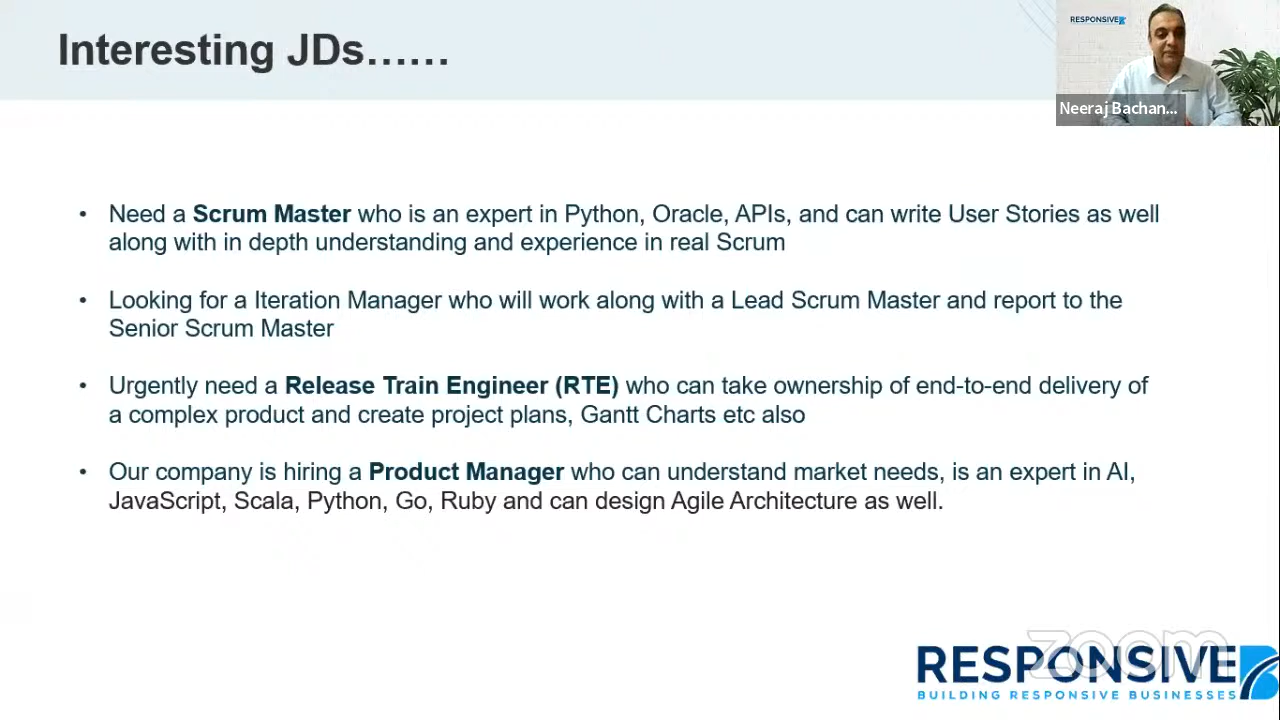 Interesting JDs......
RESPONSIVE
Neeraj Bachan...
• Need a Scrum Master who is an expert in Python, Oracle, APIs, and can write User Stories as well
along with in depth understanding and experience in real Scrum
• Looking for a Iteration Manager who will work along with a Lead Scrum Master and report to the
Senior Scrum Master
• Urgently need a Release Train Engineer (RTE) who can take ownership of end-to-end delivery of
a complex product and create project plans, Gantt Charts etc also
• Our company is hiring a Product Manager who can understand market needs, is an expert in AI,
JavaScript, Scala, Python, Go, Ruby and can design Agile Architecture as well.
zoom
RESPONSIVE
BUILDING RESPONSIVE BUSINESSES